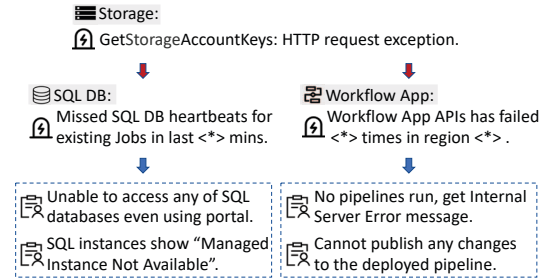 Storage:
GetStorageAccountKeys: HTTP request exception.
SQL DB:
Missed SQL DB heartbeats for
existing Jobs in last <*> mins.
Workflow App:
Workflow App APIs has failed
<*> times in region <*> .
Unable to access any of SQL
databases even using portal.
SQL instances show “Managed
Instance Not Available”.
No pipelines run, get Internal
Server Error message.
Cannot publish any changes
to the deployed pipeline.